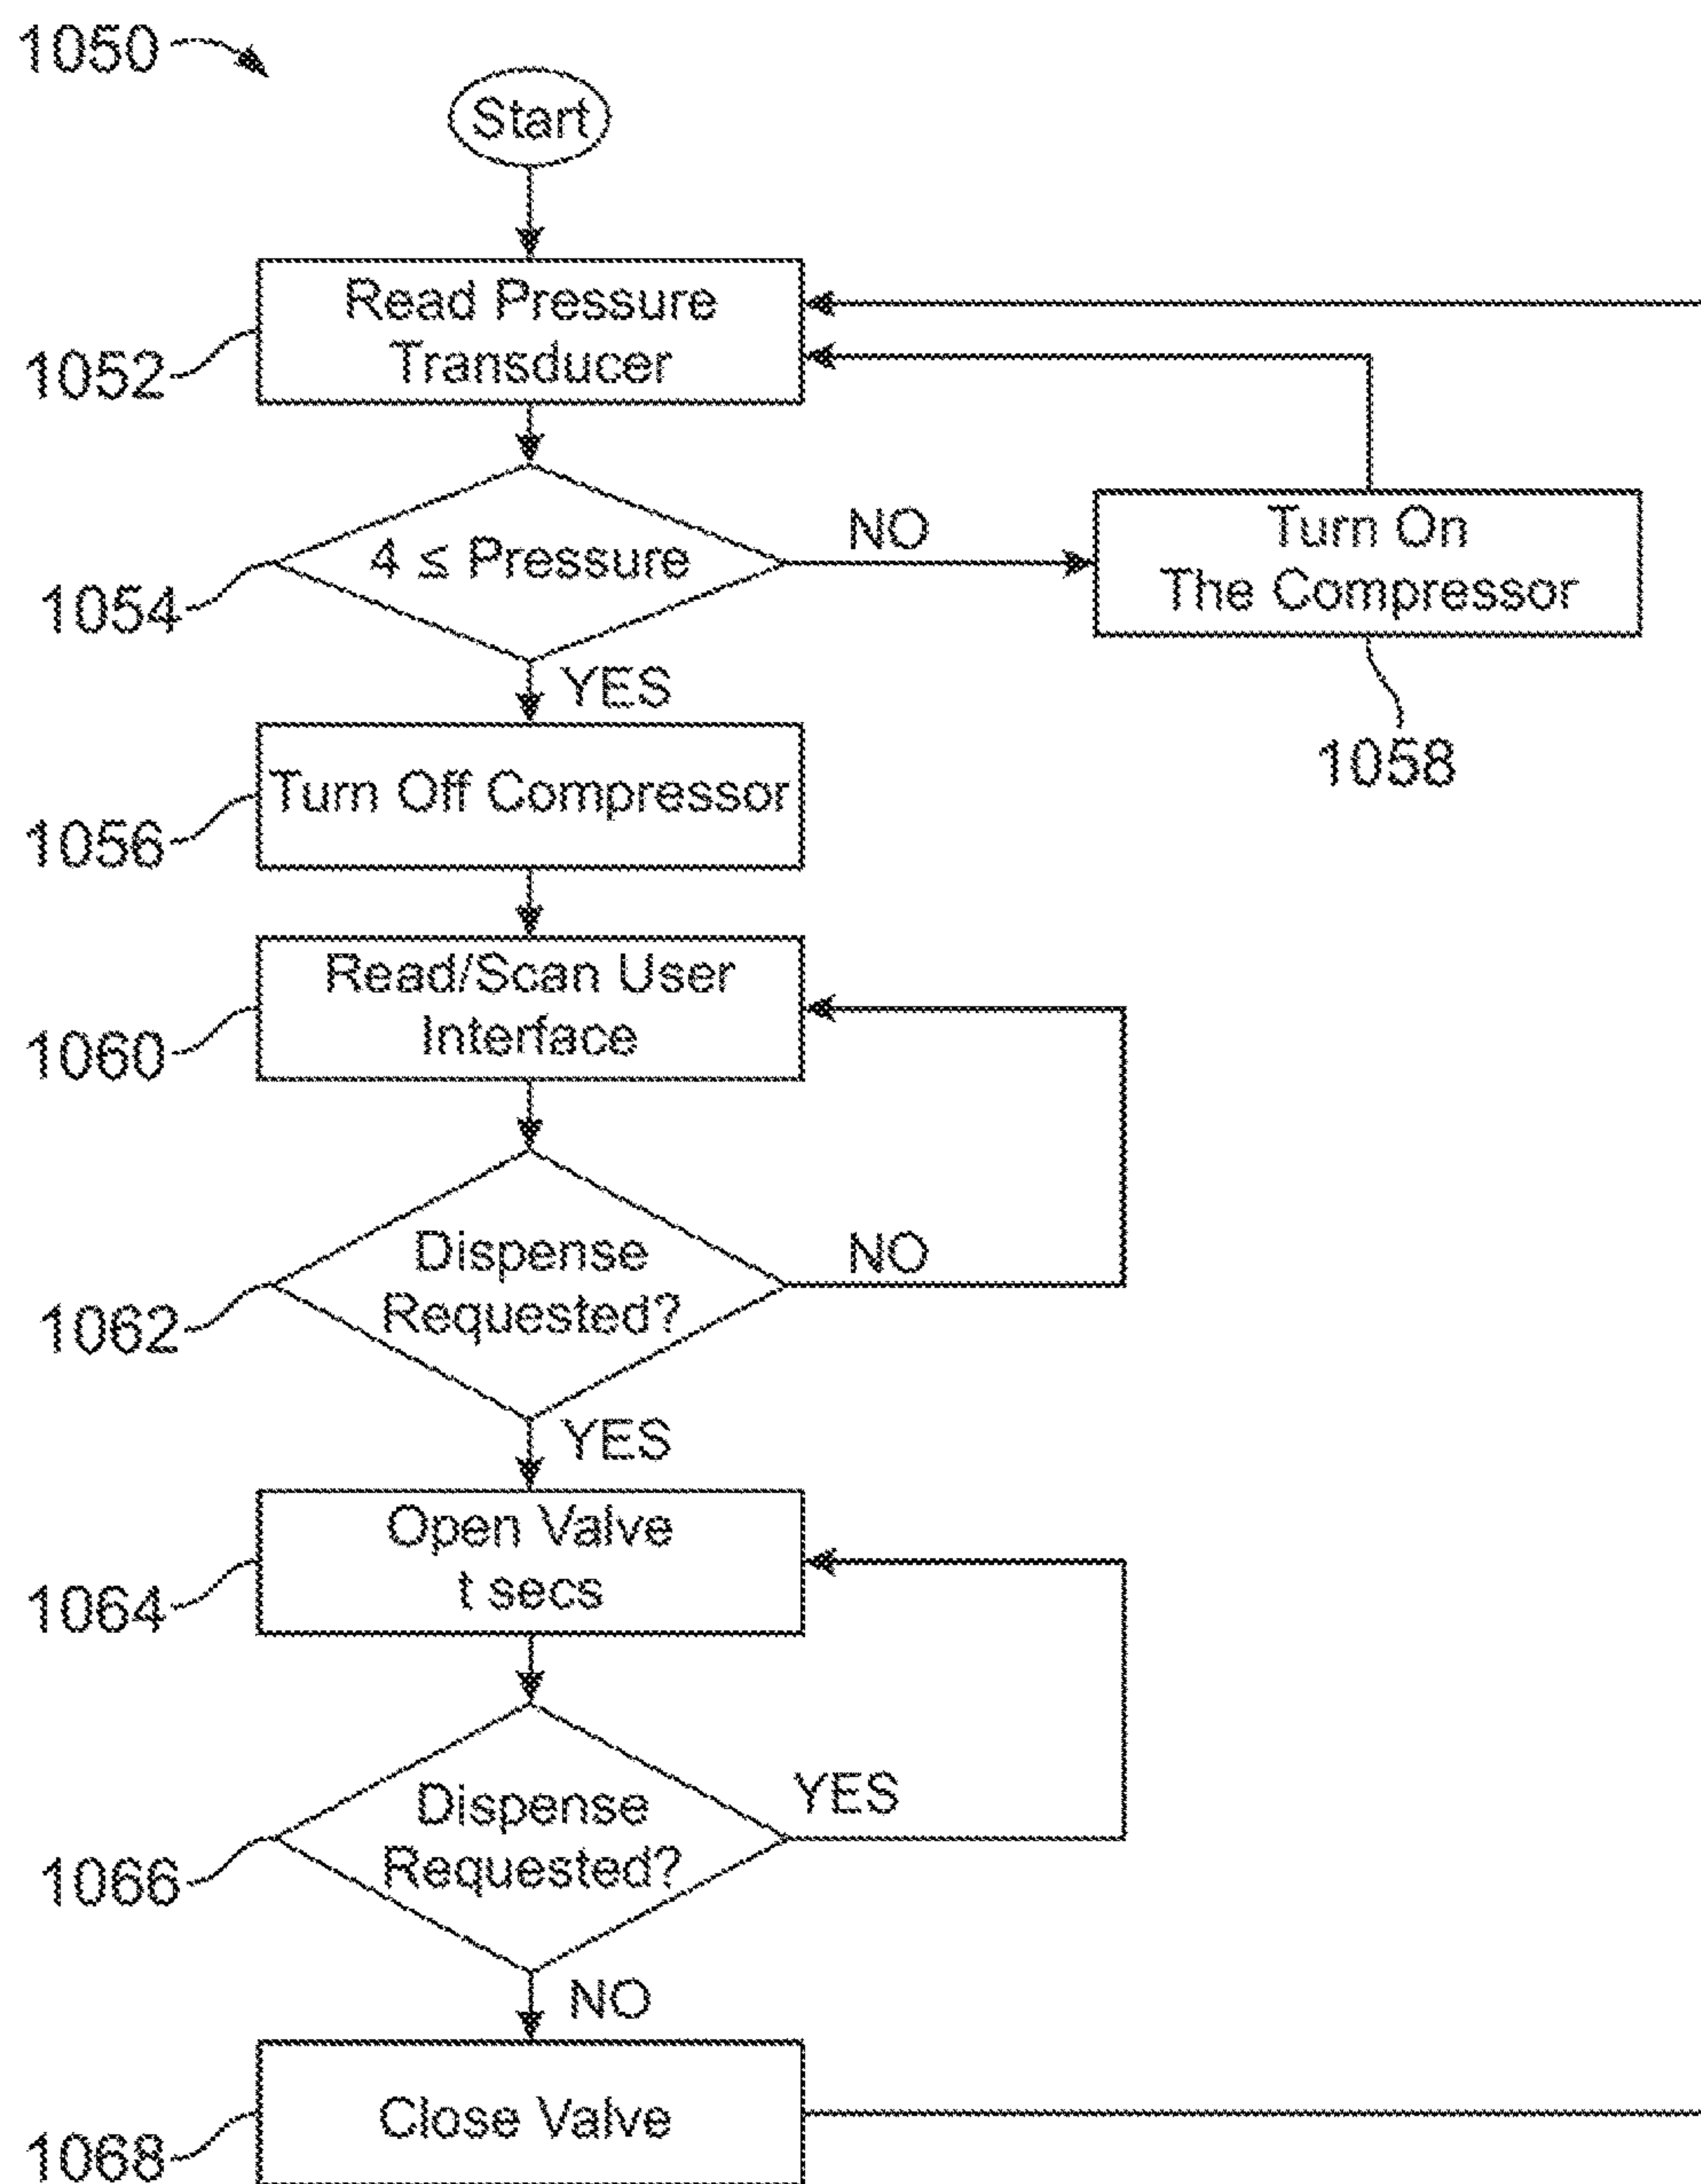 1050
Start
Read Pressure
Transducer
1052
4 ≤ Pressure
NO
1054
Turn On
The Compressor
1058
YES
Turn Off Compressor
1056
Read/Scan User
Interface
1060
Dispense
Requested?
NO
1062
YES
Open Valve
t secs
1064
Dispense
Requested?
YES
1066
NO
Close Valve
1068